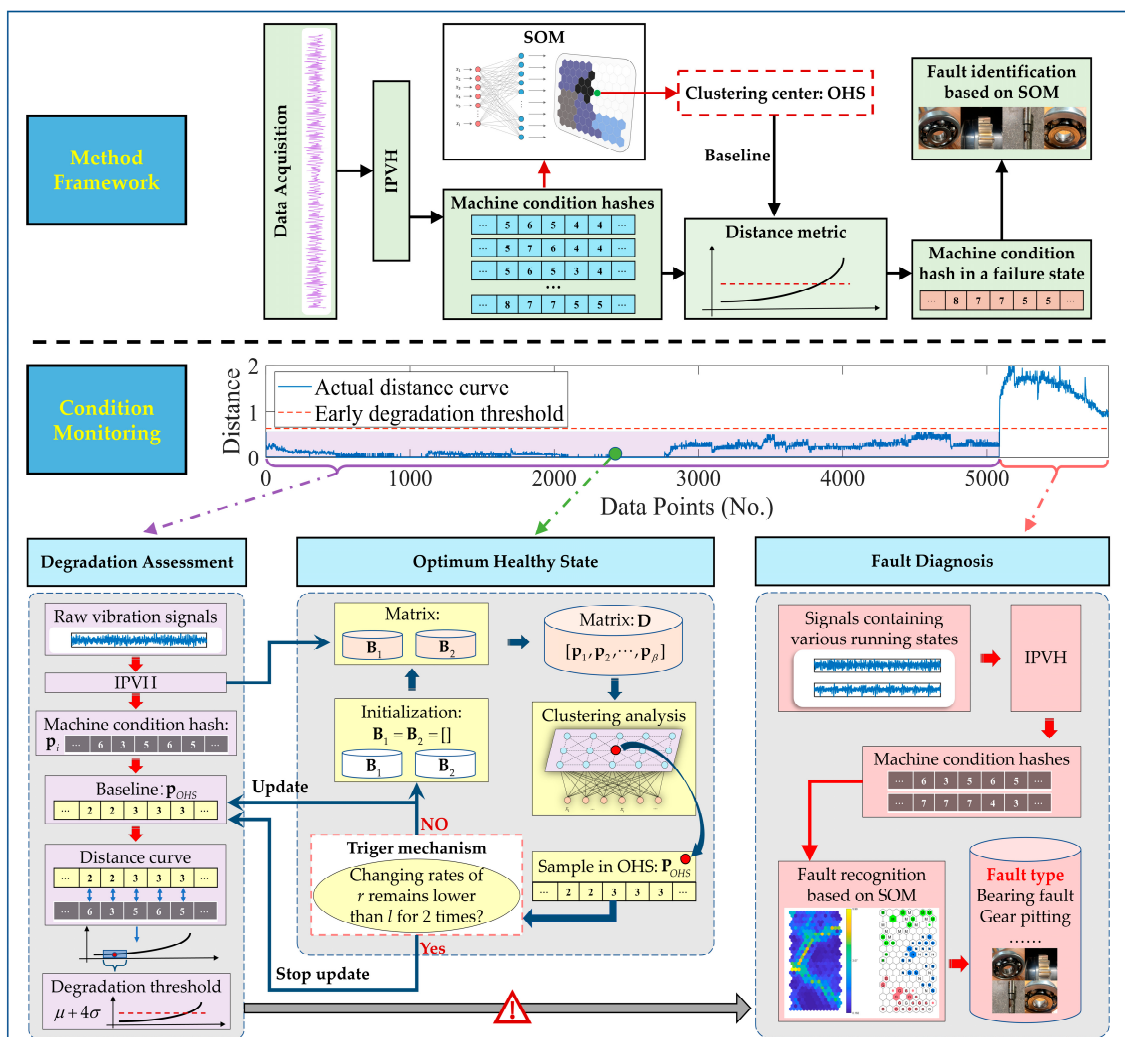 SOM
Fault identification
based on SOM
Clustering center: OHS
Method
Framework
Data Acquisition
IPVH
Baseline
Machine condition hashes
... 5 6 5 4 4 ...
... 5 7 6 4 4 ...
... 5 6 5 3 4 ...
...
... 8 7 7 5 5 ...
Distance metric
Machine condition
hash in a failure state
... 8 7 7 5 5 ...
Condition
Monitoring
Distance
2
1
0
Actual distance curve
Early degradation threshold
0 1000 2000 3000 4000 5000
Data Points (No.)
Degradation Assessment
Raw vibration signals
IPVH
Machine condition hash:
p_i ... 6 3 5 6 5 ...
Baseline: p_OHS
... 2 2 3 3 3 ...
Distance curve
... 2 2 3 3 3 ...
... 6 3 5 6 5 ...
Degradation threshold
μ + 4σ
Optimum Healthy State
Matrix:
B_1 B_2
Matrix: D
[p_1, p_2, ⋯, p_β]
Initialization:
B_1 = B_2 = []
B_1 B_2
Clustering analysis
Update
NO
Triger mechanism
Changing rates of
r remains lower
than l for 2 times?
Yes
Stop update
Sample in OHS: P_OHS
... 2 2 3 3 3 ...
Fault Diagnosis
Signals containing
various running states
IPVH
Machine condition hashes
... 6 3 5 6 5 ...
... 7 7 7 4 3 ...
Fault recognition
based on SOM
Fault type
Bearing fault
Gear pitting
......